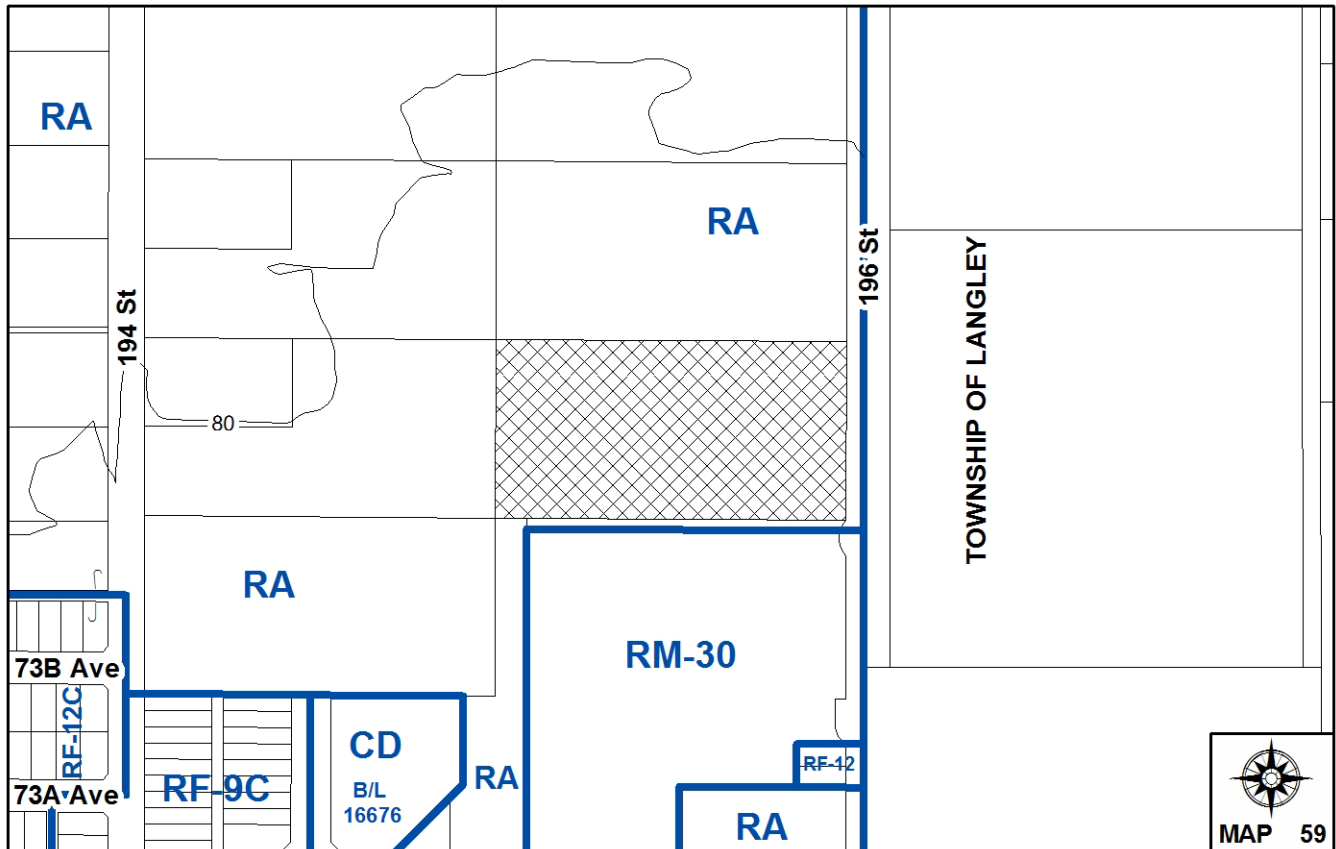 RA
RA
196 St
194 St
TOWNSHIP OF LANGLEY
80
RA
RM-30
73B Ave
RF-12C
CD
RF-12
RA
73A Ave
RF-9C
B/L
16676
RA
MAP 59